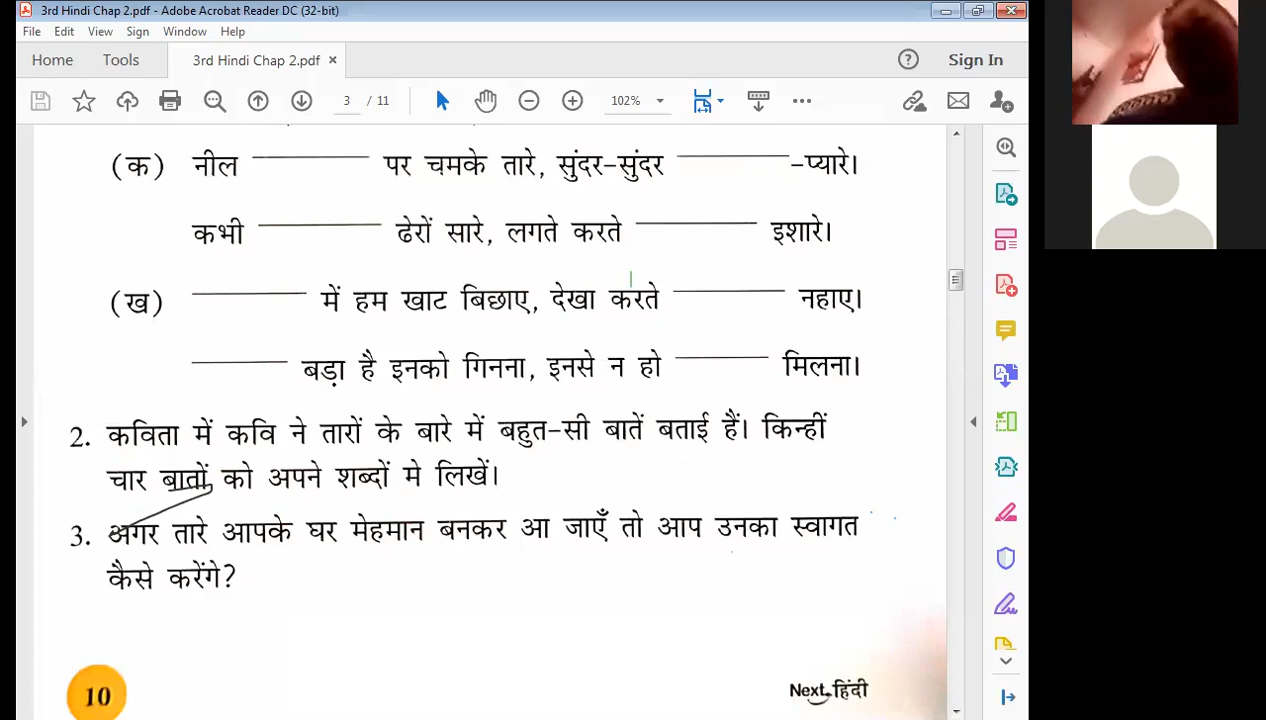 3rd Hindi Chap 2.pdf - Adobe Acrobat Reader DC (32-bit)
File Edit View Sign Window Help
Home Tools 3rd Hindi Chap 2.pdf × Sign In
3 / 11 102%
(क) नील ________ पर चमके तारे, सुंदर-सुंदर ________ -प्यारे।
कभी ________ ढेरों सारे, लगते करते ________ इशारे।
(ख) ________ में हम खाट बिछाए, देखा करते ________ नहाए।
________ बड़ा है इनको गिनना, इनसे न हो ________ मिलना।
2. कविता में कवि ने तारों के बारे में बहुत-सी बातें बताई हैं। किन्हीं
चार बातों को अपने शब्दों मे लिखें।
3. अगर तारे आपके घर मेहमान बनकर आ जाएँ तो आप उनका स्वागत
कैसे करेंगे?
10
Next हिंदी